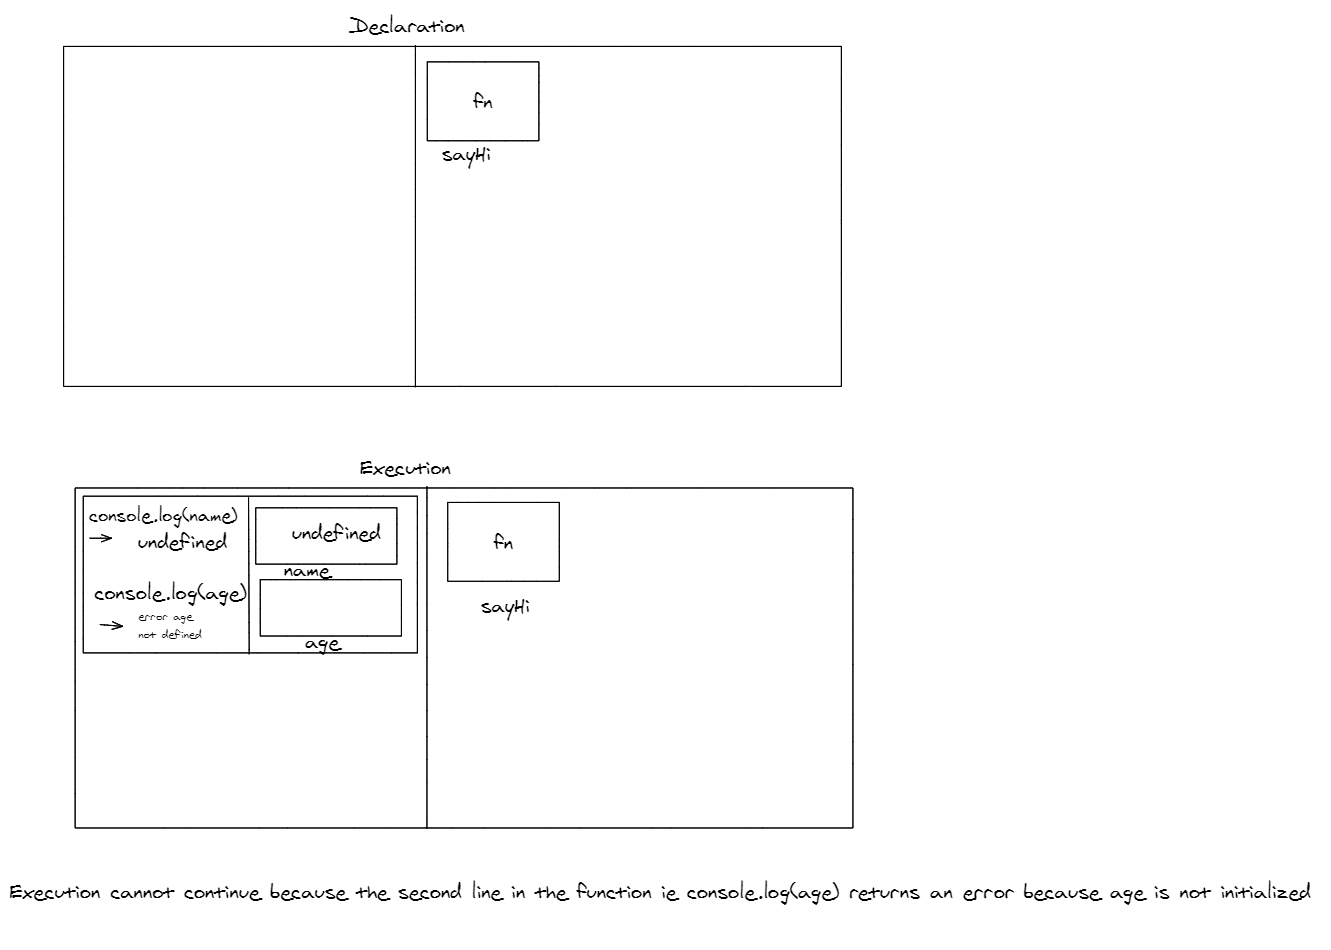 Declaration
fn
sayHi
Execution
console.log(name)
→ undefined
undefined
name
console.log(age)
→ error age
not defined
age
fn
sayHi
Execution cannot continue because the second line in the function ie console.log(age) returns an error because age is not initialized